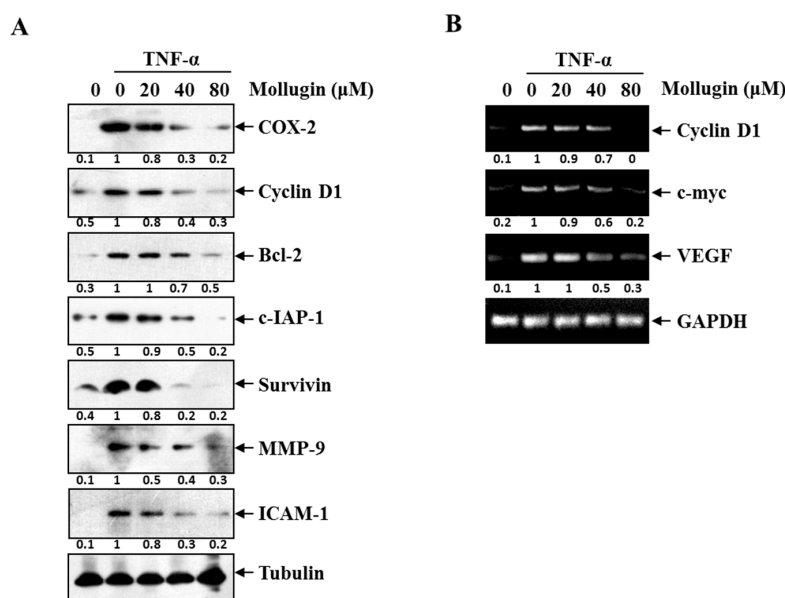 A
TNF-α
0 0 20 40 80 Mollugin (μM)
COX-2
0.1 1 0.8 0.3 0.2
Cyclin D1
0.5 1 0.8 0.4 0.3
Bcl-2
0.3 1 1 0.7 0.5
c-IAP-1
0.5 1 0.9 0.5 0.2
Survivin
0.4 1 0.8 0.2 0.2
MMP-9
0.1 1 0.5 0.4 0.3
ICAM-1
0.1 1 0.8 0.3 0.2
Tubulin
B
TNF-α
0 0 20 40 80 Mollugin (μM)
Cyclin D1
0.1 1 0.9 0.7 0
c-myc
0.2 1 0.9 0.6 0.2
VEGF
0.1 1 1 0.5 0.3
GAPDH